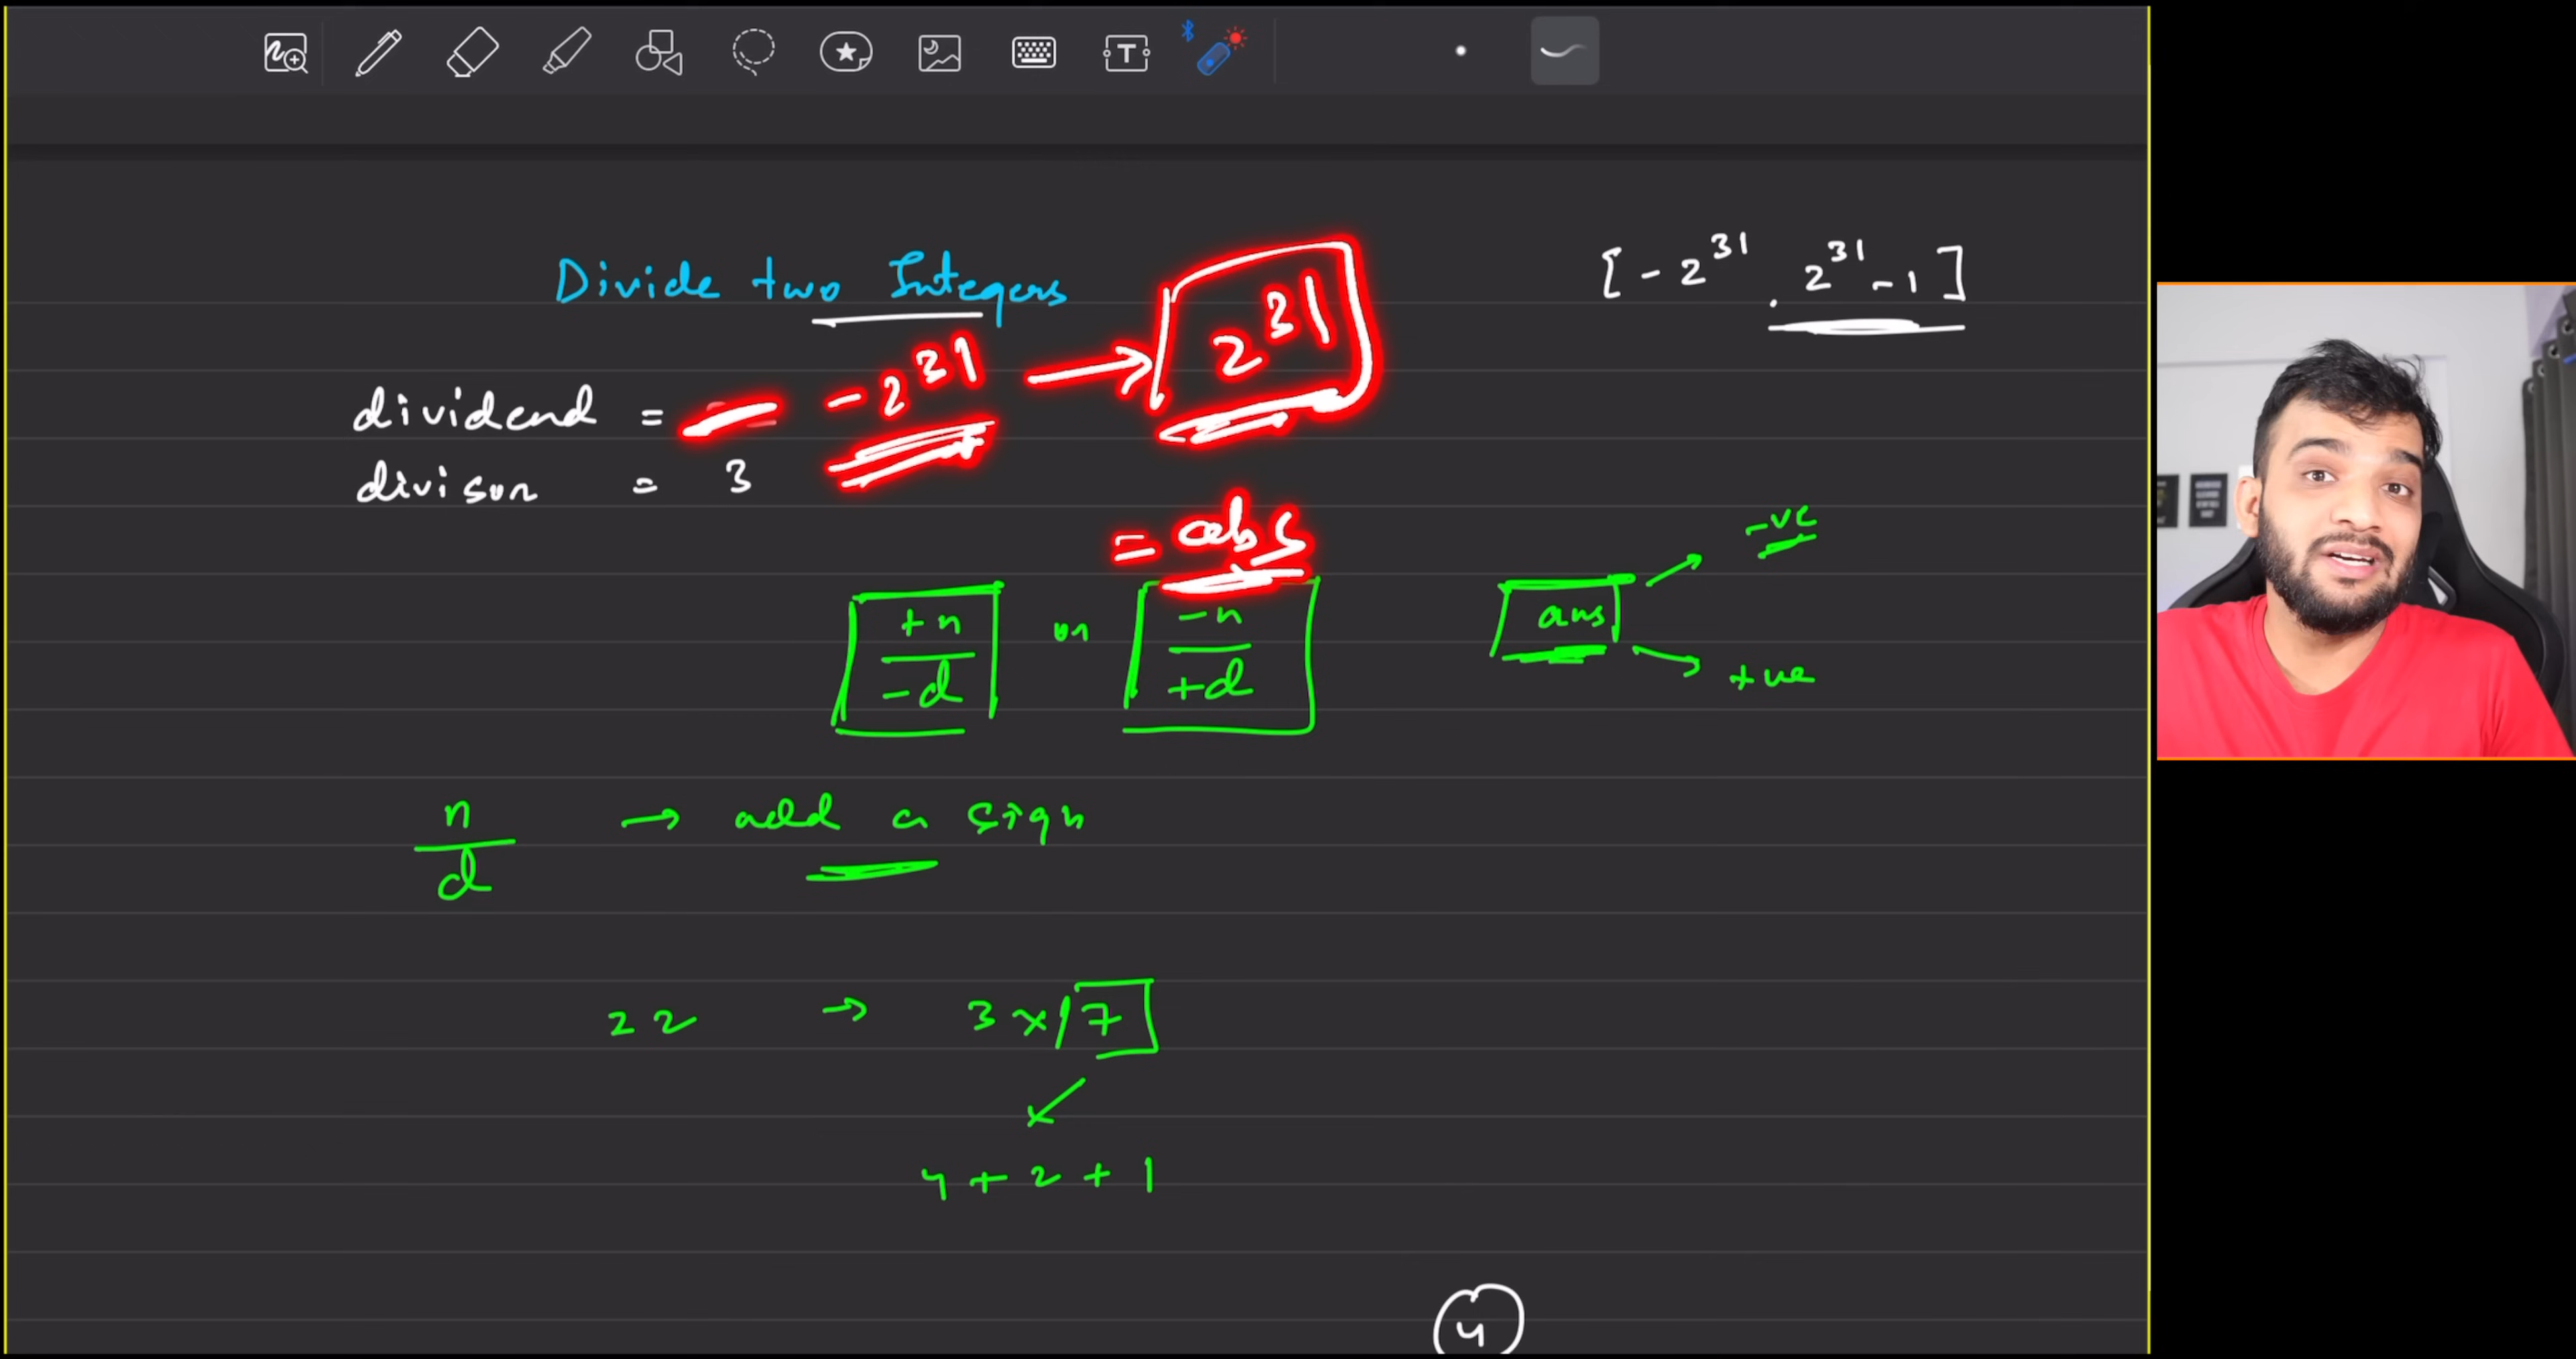 Divide two Integers
[-2^31 . 2^31 - 1]
dividend = -2^31 → 2^31
divison = 3
= abs
+n / -d or -n / +d
ans
-ve
+ve
n / d → add a sign
22 → 3 x 7
4 + 2 + 1
4